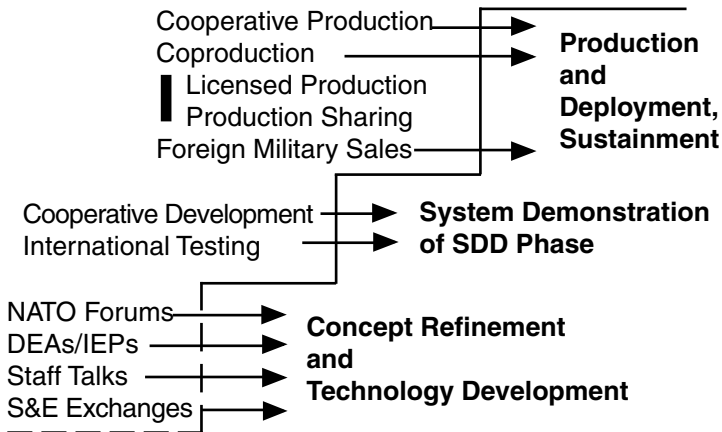 Cooperative Production
Coproduction
Licensed Production
Production Sharing
Foreign Military Sales
Production
and
Deployment,
Sustainment
Cooperative Development
International Testing
System Demonstration
of SDD Phase
NATO Forums
DEAs/IEPs
Staff Talks
S&E Exchanges
Concept Refinement
and
Technology Development